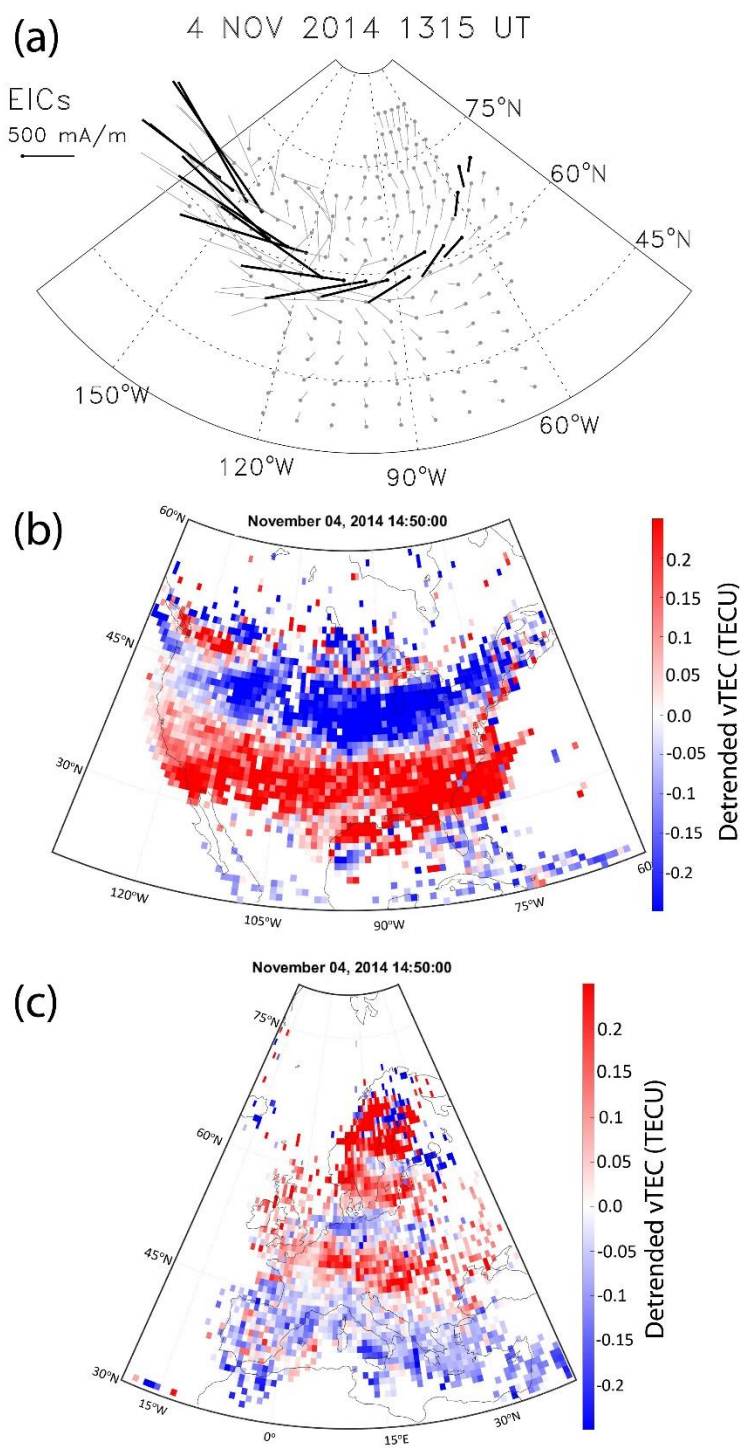 (a)
4 NOV 2014 1315 UT
EICs
500 mA/m
75°N
60°N
45°N
150°W
120°W
90°W
60°W
(b)
November 04, 2014 14:50:00
60°N
45°N
30°N
120°W
105°W
90°W
75°W
60
0.2
0.15
0.1
0.05
0.0
-0.05
-0.1
-0.15
-0.2
Detrended vTEC (TECU)
(c)
November 04, 2014 14:50:00
75°N
60°N
45°N
30°N
15°W
0°
15°E
30°N
0.2
0.15
0.1
0.05
0.0
-0.05
-0.1
-0.15
-0.2
Detrended vTEC (TECU)